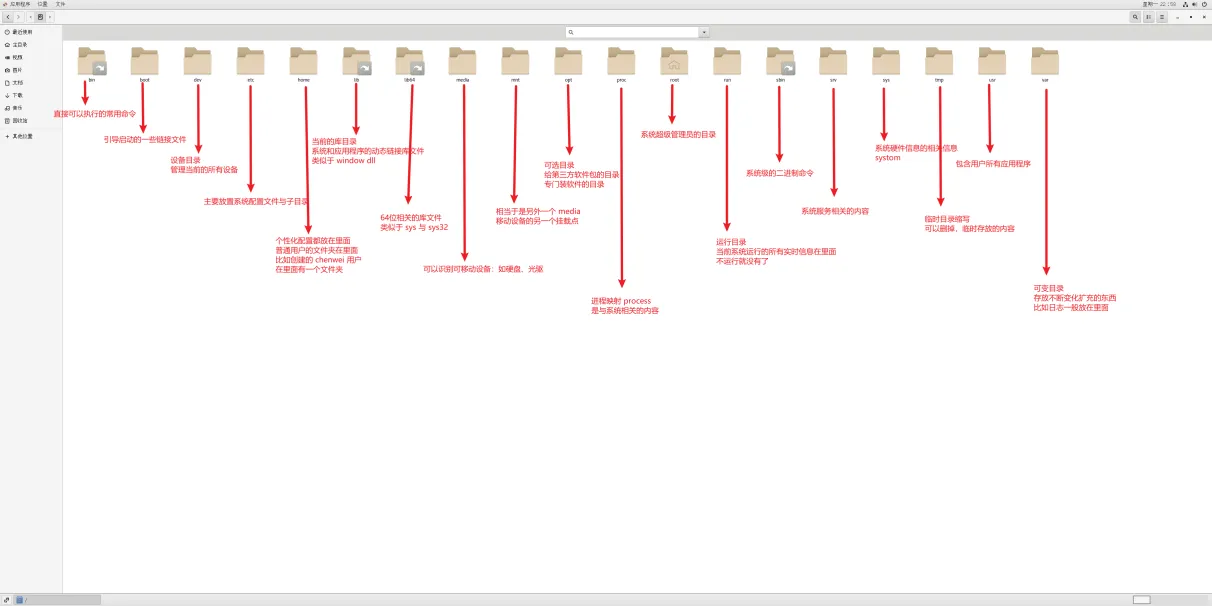 应用程序 位置 文件
星期一 22:59
最近使用
主目录
视频
图片
文档
下载
音乐
回收站
+ 其他位置
bin
boot
dev
etc
home
lib
lib64
media
mnt
opt
proc
root
run
sbin
srv
sys
tmp
usr
var
直接可以执行的常用命令
引导启动的一些链接文件
设备目录
管理当前的所有设备
主要放置系统配置文件与子目录
个性化配置都放在里面
普通用户的文件夹在里面
比如创建的 chenwei 用户
在里面有一个文件夹
当前的库目录
系统和应用程序的动态链接库文件
类似于 window dll
64位相关的库文件
类似于 sys 与 sys32
可以识别可移动设备：如硬盘、光驱
相当于是另外一个 media
移动设备的另一个挂载点
可选目录
给第三方软件包的目录
专门装软件的目录
进程映射 process
是与系统相关的内容
系统超级管理员的目录
运行目录
当前系统运行的所有实时信息在里面
不运行就没有了
系统级的二进制命令
系统服务相关的内容
系统硬件信息的相关信息
systom
临时目录缩写
可以删掉、临时存放的内容
包含用户所有应用程序
可变目录
存放不断变化扩充的东西
比如日志一般放在里面
/